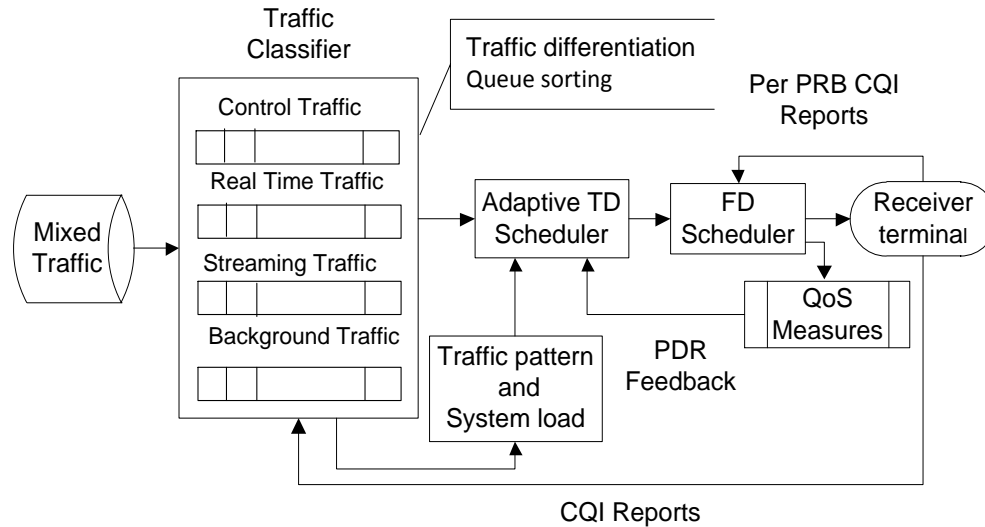 Traffic
Classifier
Traffic differentiation
Queue sorting
Per PRB CQI
Reports
Control Traffic
Real Time Traffic
Streaming Traffic
Background Traffic
Mixed
Traffic
Adaptive TD
Scheduler
FD
Scheduler
Receiver
terminal
QoS
Measures
Traffic pattern
and
System load
PDR
Feedback
CQI Reports